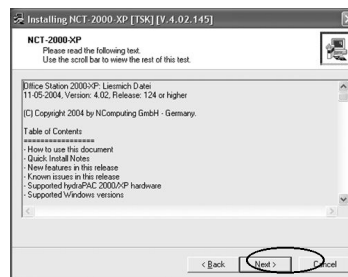 Installing NCT-2000-XP [TSK] [V.4.02.145]
NCT-2000-XP
Please read the following text.
Use the scroll bar to wiew the rest of this test.
Office Station 2000-XP: Liesmich Datei
11-05-2004, Version: 4.02, Release: 124 or higher
(C) Copyright 2004 by NComputing GmbH - Germany.
Table of Contents
=================
- How to use this document
- Quick Install Notes
- New features in this release
- Known issues in this release
- Supported hydraPAC 2000/XP hardware
- Supported Windows versions
< Back
Next >
Cancel